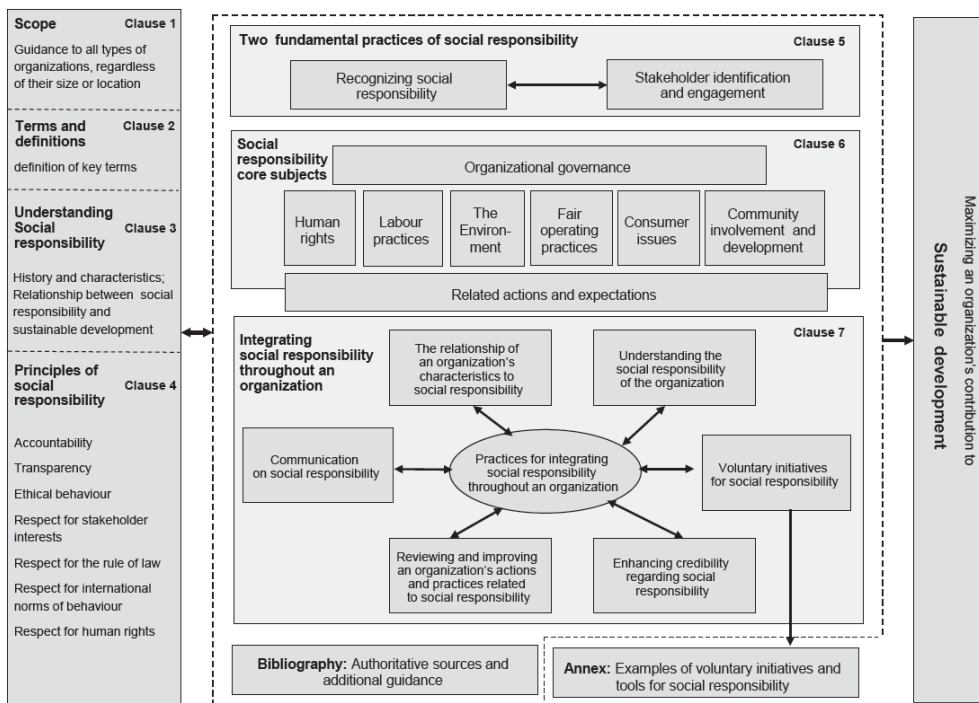 Scope
Clause 1
Guidance to all types of
organizations, regardless
of their size or location
Terms and
definitions
Clause 2
definition of key terms
Understanding
Social
responsibility
Clause 3
History and characteristics;
Relationship between social
responsibility and
sustainable development
Principles of
social
responsibility
Clause 4
Accountability
Transparency
Ethical behaviour
Respect for stakeholder
interests
Respect for the rule of law
Respect for international
norms of behaviour
Respect for human rights
Two fundamental practices of social responsibility
Clause 5
Recognizing social
responsibility
Stakeholder identification
and engagement
Social
responsibility
core subjects
Clause 6
Organizational governance
Human
rights
Labour
practices
The
Environ-
ment
Fair
operating
practices
Consumer
issues
Community
involvement and
development
Related actions and expectations
Integrating
social responsibility
throughout an
organization
Clause 7
The relationship of
an organization's
characteristics to
social responsibility
Understanding the
social responsibility
of the organization
Communication
on social responsibility
Practices for integrating
social responsibility
throughout an organization
Voluntary initiatives
for social responsibility
Reviewing and improving
an organization's actions
and practices related
to social responsibility
Enhancing credibility
regarding social
responsibility
Bibliography: Authoritative sources and
additional guidance
Annex: Examples of voluntary initiatives and
tools for social responsibility
Maximizing an organization's contribution to
Sustainable development